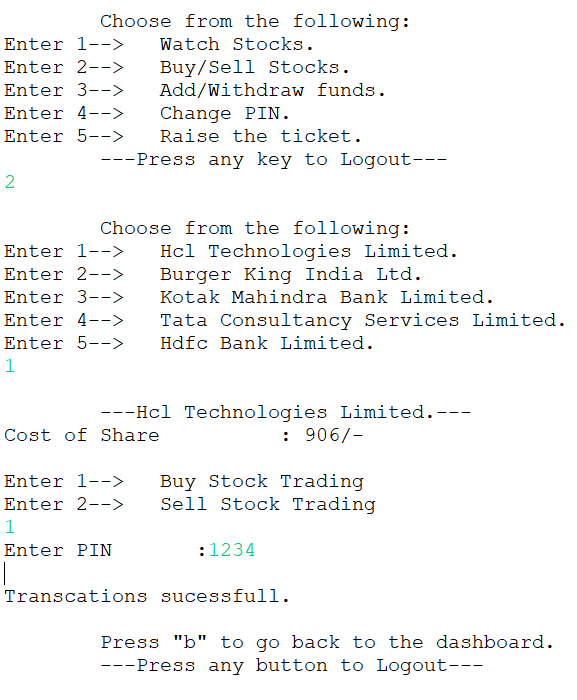 Choose from the following:
Enter 1-->   Watch Stocks.
Enter 2-->   Buy/Sell Stocks.
Enter 3-->   Add/Withdraw funds.
Enter 4-->   Change PIN.
Enter 5-->   Raise the ticket.
---Press any key to Logout---
2
Choose from the following:
Enter 1-->   Hcl Technologies Limited.
Enter 2-->   Burger King India Ltd.
Enter 3-->   Kotak Mahindra Bank Limited.
Enter 4-->   Tata Consultancy Services Limited.
Enter 5-->   Hdfc Bank Limited.
1
---Hcl Technologies Limited.---
Cost of Share          : 906/-
Enter 1-->   Buy Stock Trading
Enter 2-->   Sell Stock Trading
1
Enter PIN       :1234
Transcations sucessfull.
Press "b" to go back to the dashboard.
---Press any button to Logout---